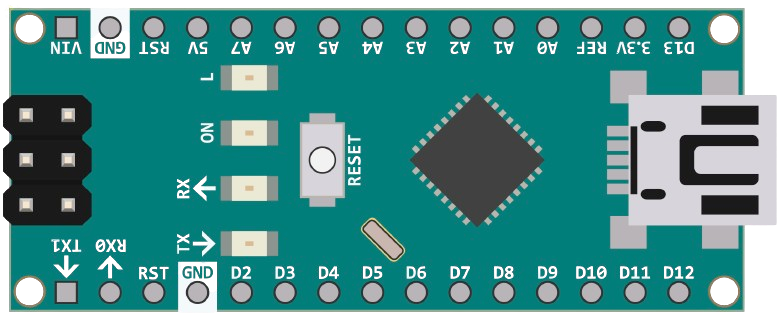 VIN GND RST 5V A7 A6 A5 A4 A3 A2 A1 A0 REF 3.3V D13
L
ON
RESET
RX
TX
TX1 RX0 RST GND D2 D3 D4 D5 D6 D7 D8 D9 D10 D11 D12